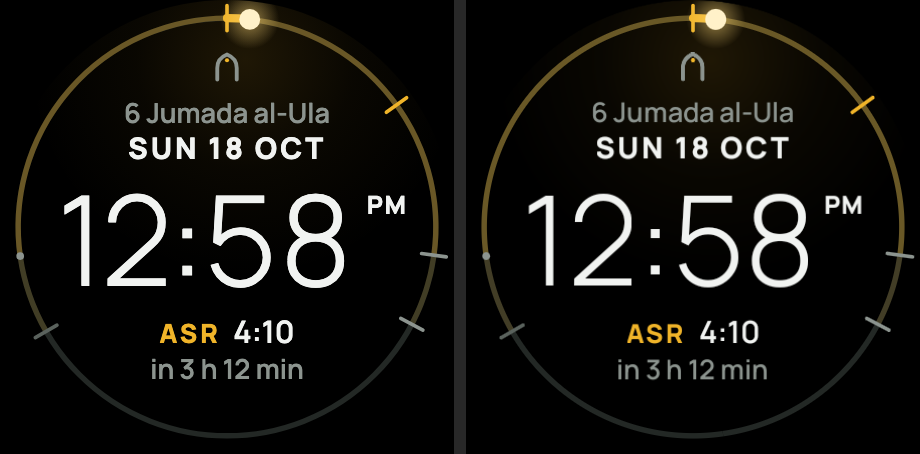 6 Jumada al-Ula
SUN 18 OCT
12:58 PM
ASR 4:10
in 3 h 12 min
6 Jumada al-Ula
SUN 18 OCT
12:58 PM
ASR 4:10
in 3 h 12 min